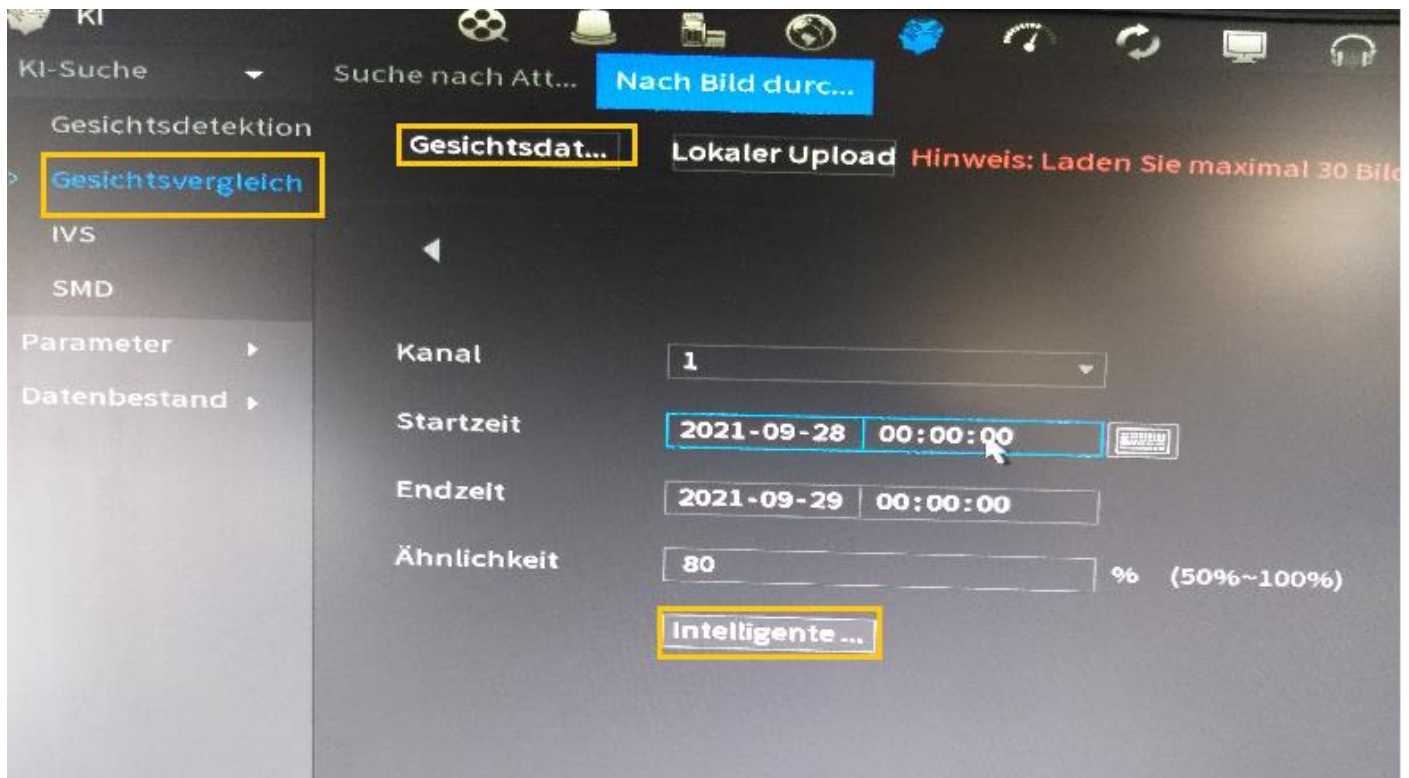 KI
KI-Suche
Suche nach Att...
Nach Bild durc...
Gesichtsdetektion
Gesichtsdat...
Lokaler Upload
Hinweis: Laden Sie maximal 30 Bild
Gesichtsvergleich
IVS
SMD
Parameter
Datenbestand
Kanal
1
Startzeit
2021-09-28 00:00:00
Endzeit
2021-09-29 00:00:00
Ähnlichkeit
80
% (50%~100%)
Intelligente ...